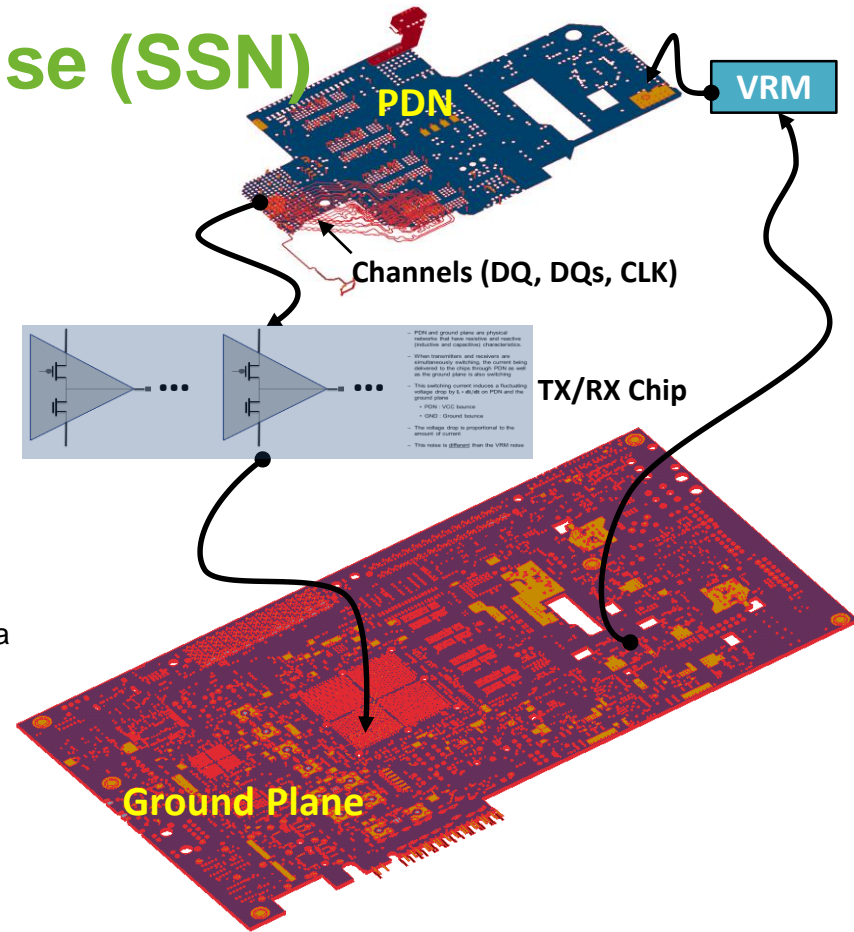 se (SSN)
PDN
VRM
Channels (DQ, DQs, CLK)
– PDN and ground plane are physical
networks that have resistive and reactive
(inductive and capacitive) characteristics.
– When transmitters and receivers are
simultaneously switching, the current being
delivered to the chips through PDN as well
as the ground plane is also switching
– This switching current induces a fluctuating
voltage drop by L • di/dt on PDN and the
ground plane
• PDN : VCC bounce
• GND : Ground bounce
– The voltage drop is proportional to the
amount of current
– This noise is different than the VRM noise
TX/RX Chip
a
Ground Plane